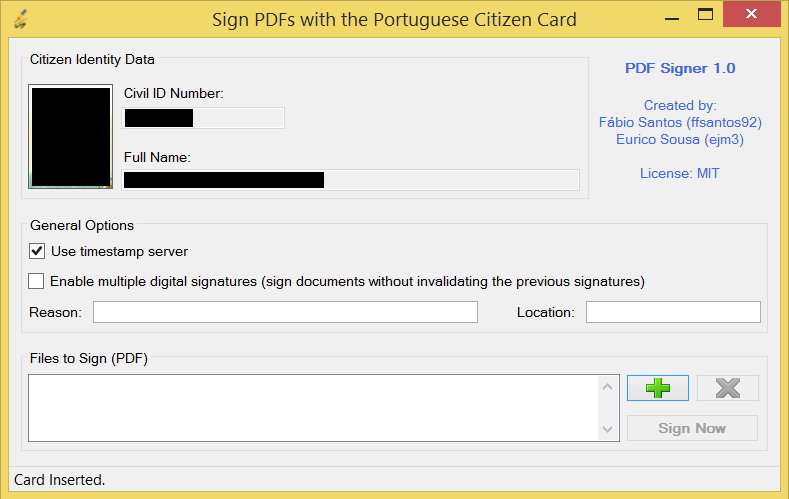 Sign PDFs with the Portuguese Citizen Card
Citizen Identity Data
Civil ID Number:
Full Name:
PDF Signer 1.0
Created by:
Fábio Santos (ffsantos92)
Eurico Sousa (ejm3)
License: MIT
General Options
Use timestamp server
Enable multiple digital signatures (sign documents without invalidating the previous signatures)
Reason:
Location:
Files to Sign (PDF)
Sign Now
Card Inserted.